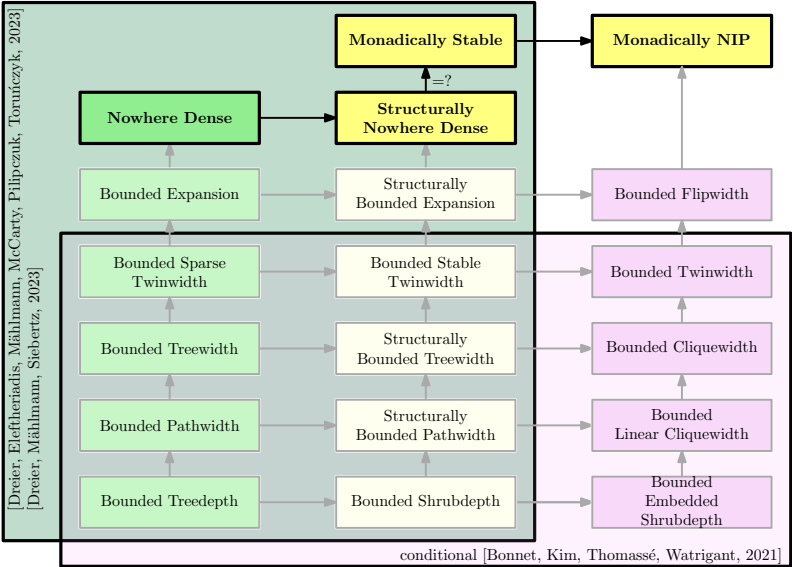 [Dreier, Eleftheriadis, Mählmann, McCarty, Pilipczuk, Toruńczyk, 2023]
[Dreier, Mählmann, Siebertz, 2023]
Monadically Stable
Monadically NIP
=?
Nowhere Dense
Structurally
Nowhere Dense
Bounded Expansion
Structurally
Bounded Expansion
Bounded Flipwidth
Bounded Sparse
Twinwidth
Bounded Stable
Twinwidth
Bounded Twinwidth
Bounded Treewidth
Structurally
Bounded Treewidth
Bounded Cliquewidth
Bounded Pathwidth
Structurally
Bounded Pathwidth
Bounded
Linear Cliquewidth
Bounded Treedepth
Bounded Shrubdepth
Bounded
Embedded
Shrubdepth
conditional [Bonnet, Kim, Thomassé, Watrigant, 2021]